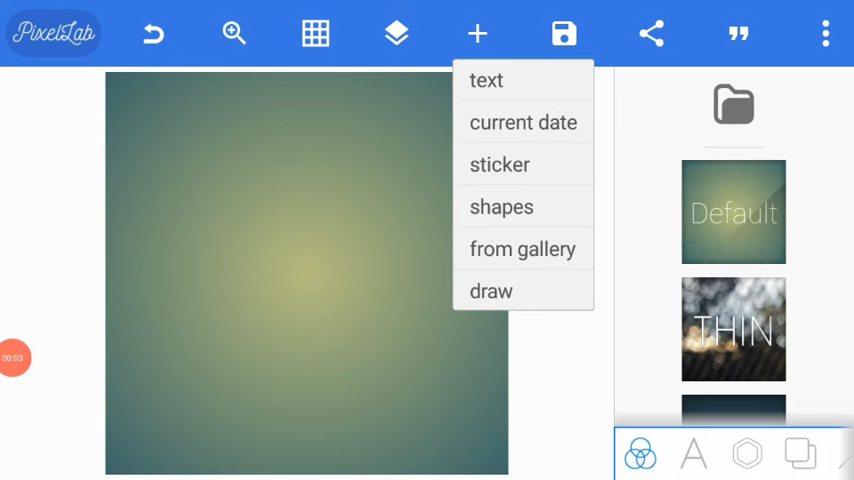 PixelLab
text
current date
sticker
shapes
from gallery
draw
Default
THIN
00:03
A